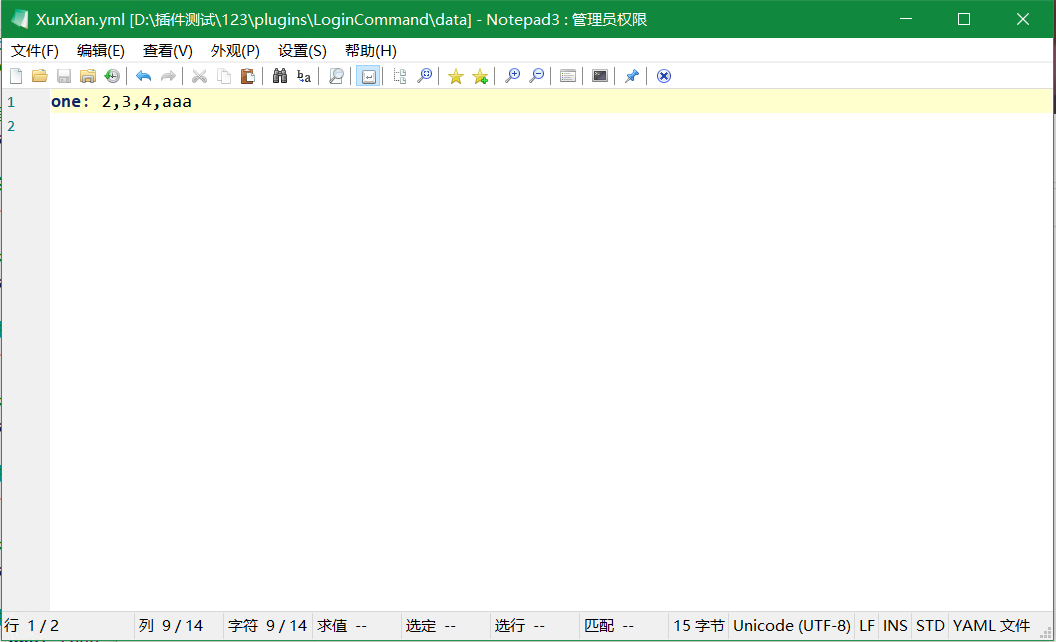 XunXian.yml [D:\插件测试\123\plugins\LoginCommand\data] - Notepad3 : 管理员权限
文件(F) 编辑(E) 查看(V) 外观(P) 设置(S) 帮助(H)
1 one: 2,3,4,aaa
2
行 1 / 2 列 9 / 14 字符 9 / 14 求值 -- 选定 -- 选行 -- 匹配 -- 15 字节 Unicode (UTF-8) LF INS STD YAML 文件